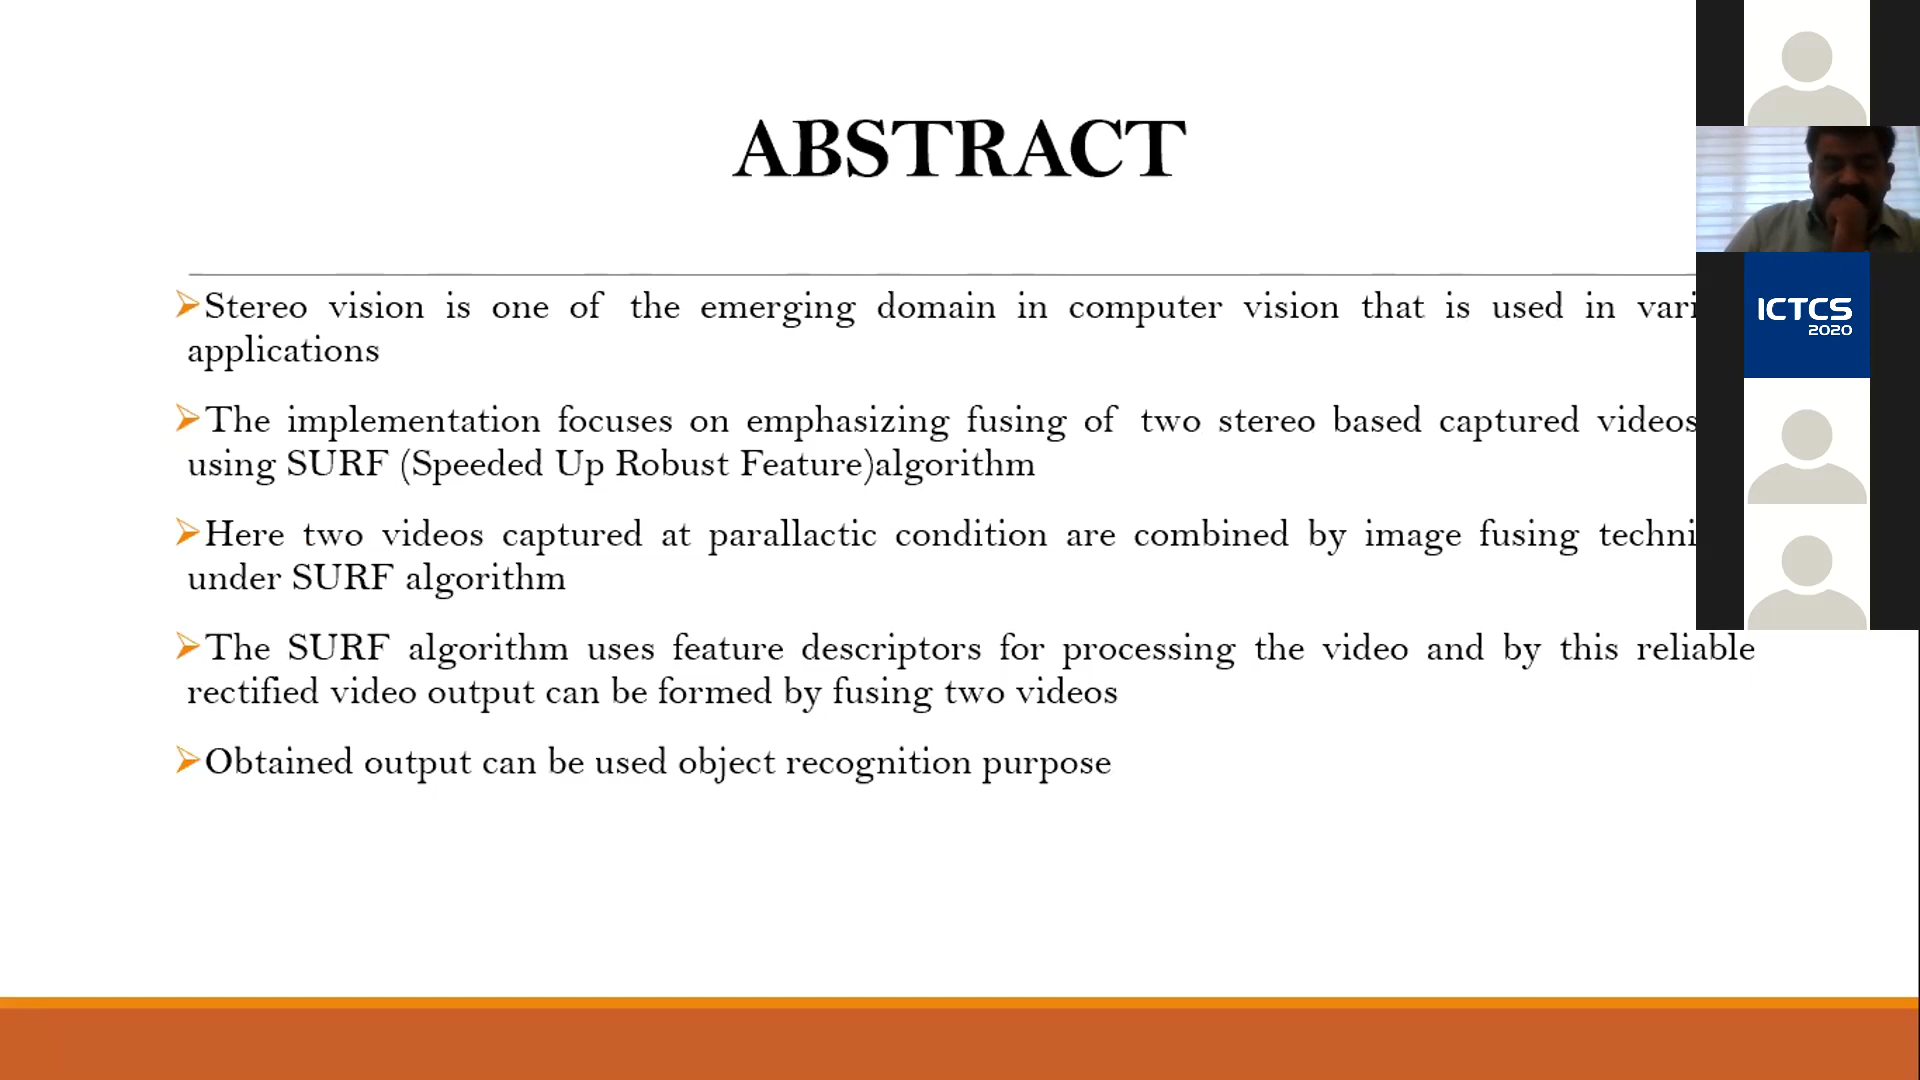 ABSTRACT
➢Stereo vision is one of the emerging domain in computer vision that is used in
applications
➢The implementation focuses on emphasizing fusing of two stereo based captured videos
using SURF (Speeded Up Robust Feature)algorithm
➢Here two videos captured at parallactic condition are combined by image fusing
under SURF algorithm
➢The SURF algorithm uses feature descriptors for processing the video and by this reliable
rectified video output can be formed by fusing two videos
➢Obtained output can be used object recognition purpose
ICTCS
2020